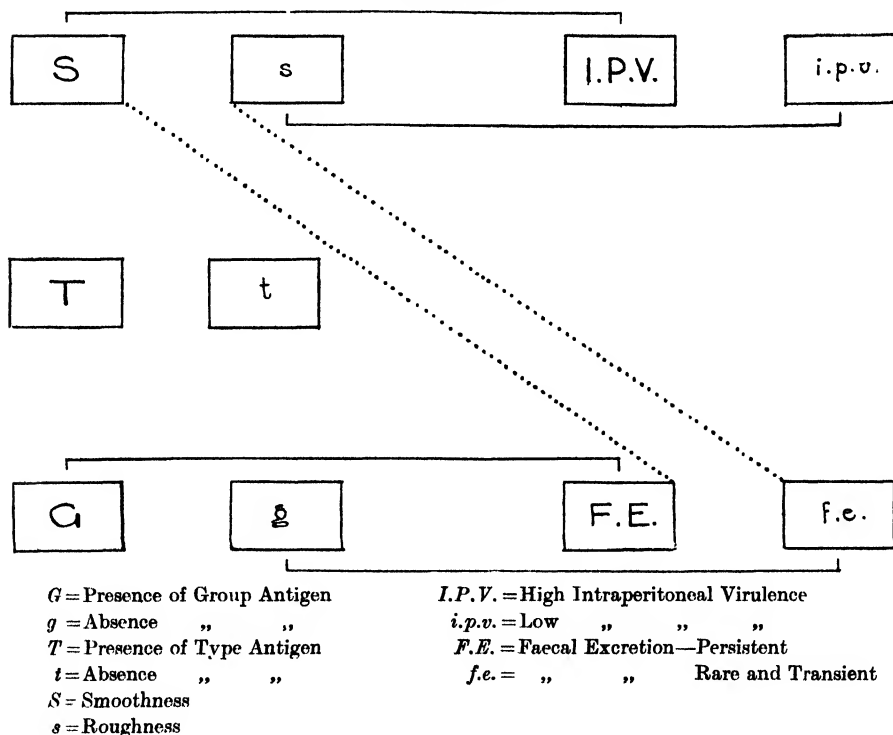 S s I.P.V. i.p.v.
T t
G g F.E. f.e.
G=Presence of Group Antigen
g=Absence „ „
T=Presence of Type Antigen
t=Absence „ „
S=Smoothness
s=Roughness
I.P.V.=High Intraperitoneal Virulence
i.p.v.=Low „ „ „
F.E.=Faecal Excretion—Persistent
f.e.= „ „ Rare and Transient